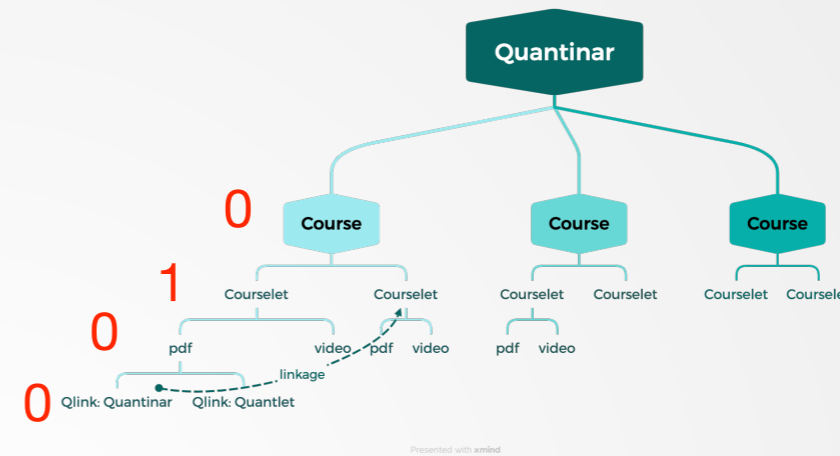 Quantinar
0
Course
Course
Course
1
Courselet
Courselet
Courselet
Courselet
Courselet
Coursele
0
pdf
video
pdf
video
pdf
video
linkage
0
Qlink: Quantinar
Qlink: Quantlet
Presented with xmind